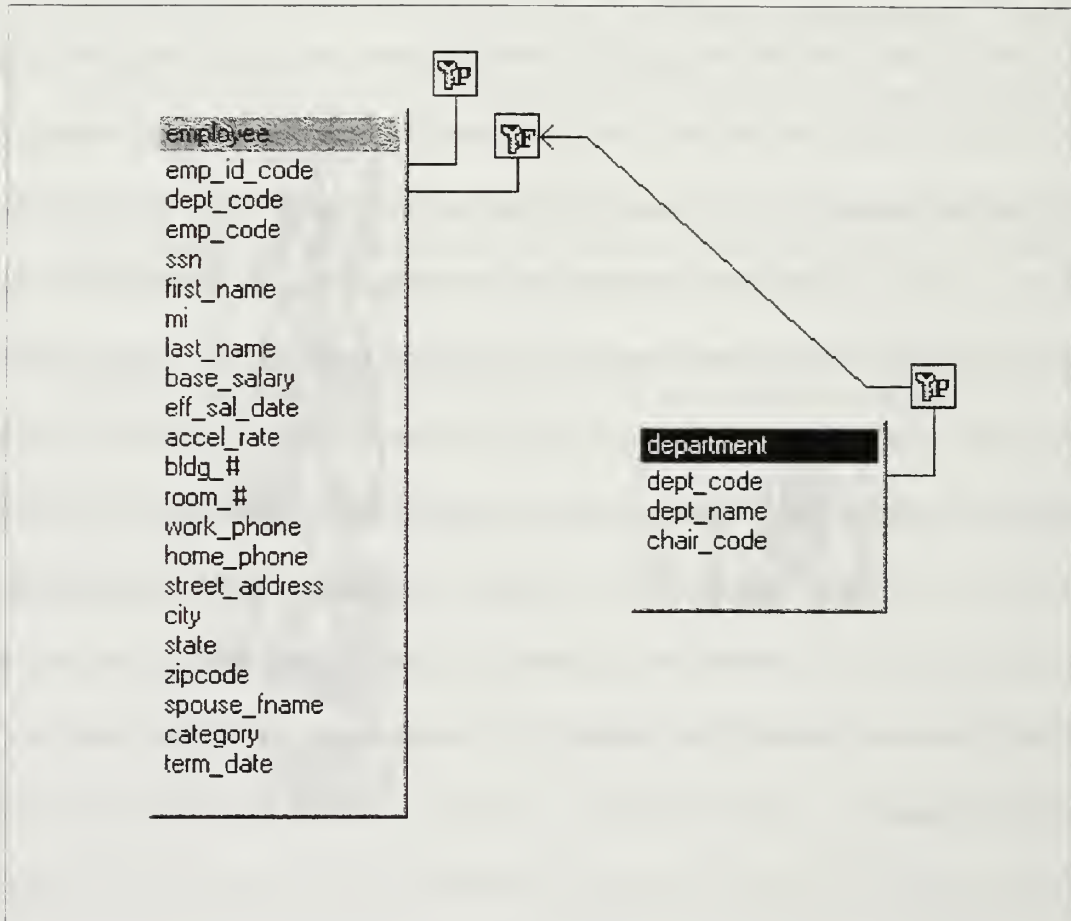 P
F
employee
emp_id_code
dept_code
emp_code
ssn
first_name
mi
last_name
base_salary
eff_sal_date
accel_rate
bldg_#
room_#
work_phone
home_phone
street_address
city
state
zipcode
spouse_fname
category
term_date
P
department
dept_code
dept_name
chair_code